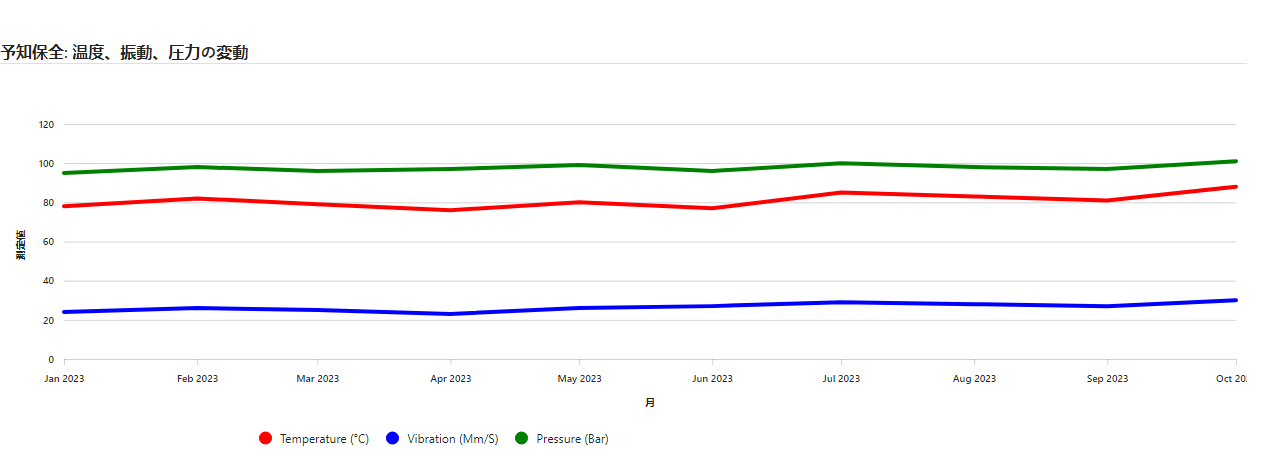 予知保全: 温度、振動、圧力の変動
120
100
80
60
40
20
0
測定値
Jan 2023 Feb 2023 Mar 2023 Apr 2023 May 2023 Jun 2023 Jul 2023 Aug 2023 Sep 2023 Oct 20
月
Temperature (°C) Vibration (Mm/S) Pressure (Bar)